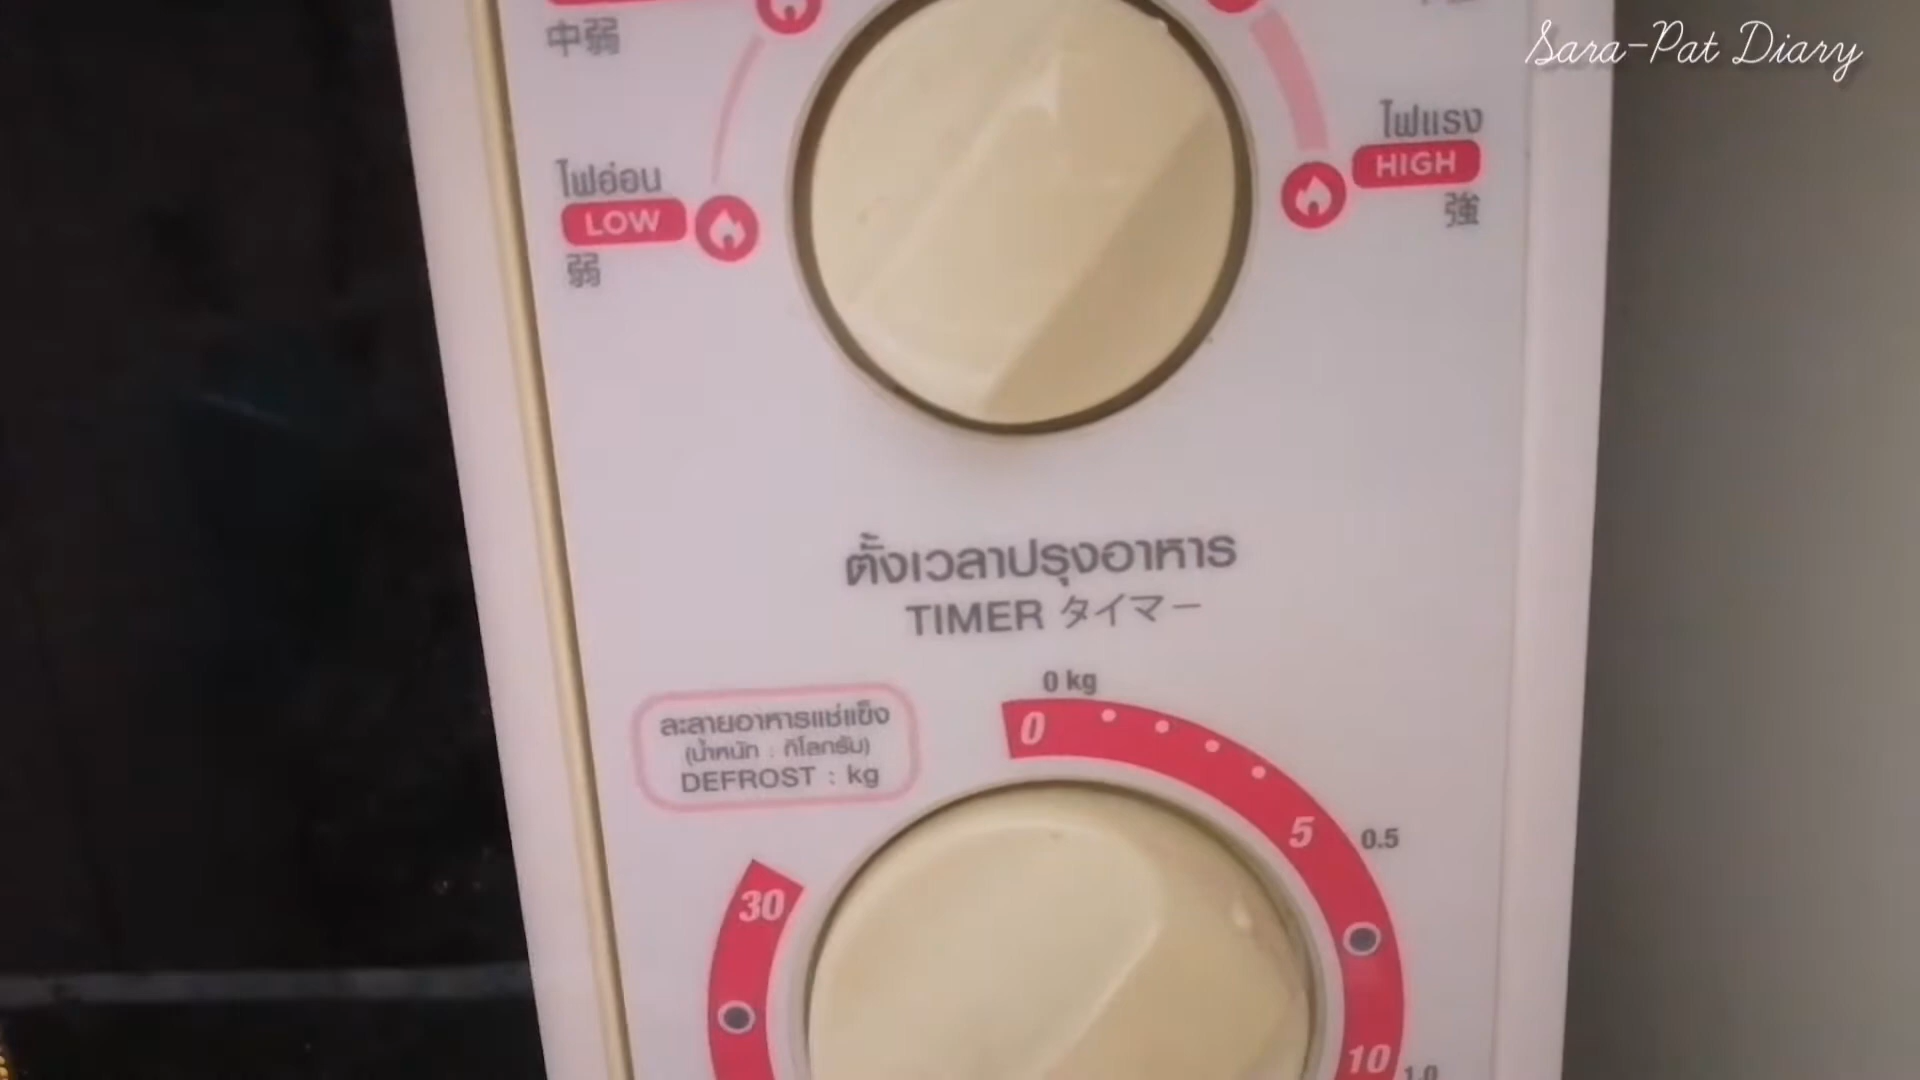 Sara-Pat Diary
中弱
ไฟแรง
HIGH
強
ไฟอ่อน
LOW
弱
ตั้งเวลาปรุงอาหาร
TIMER タイマー
0 kg
ละลายอาหารแช่แข็ง
(น้ำหนัก : กิโลกรัม)
DEFROST : kg
0
5
0.5
30
10
1.0